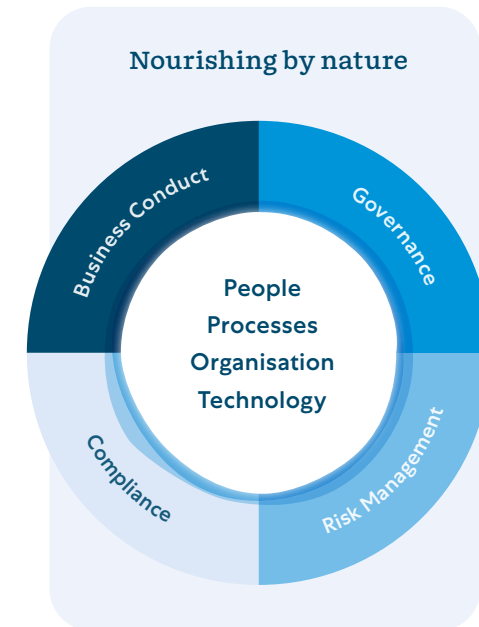 Nourishing by nature
Business Conduct
Governance
People
Processes
Organisation
Technology
Compliance
Risk Management